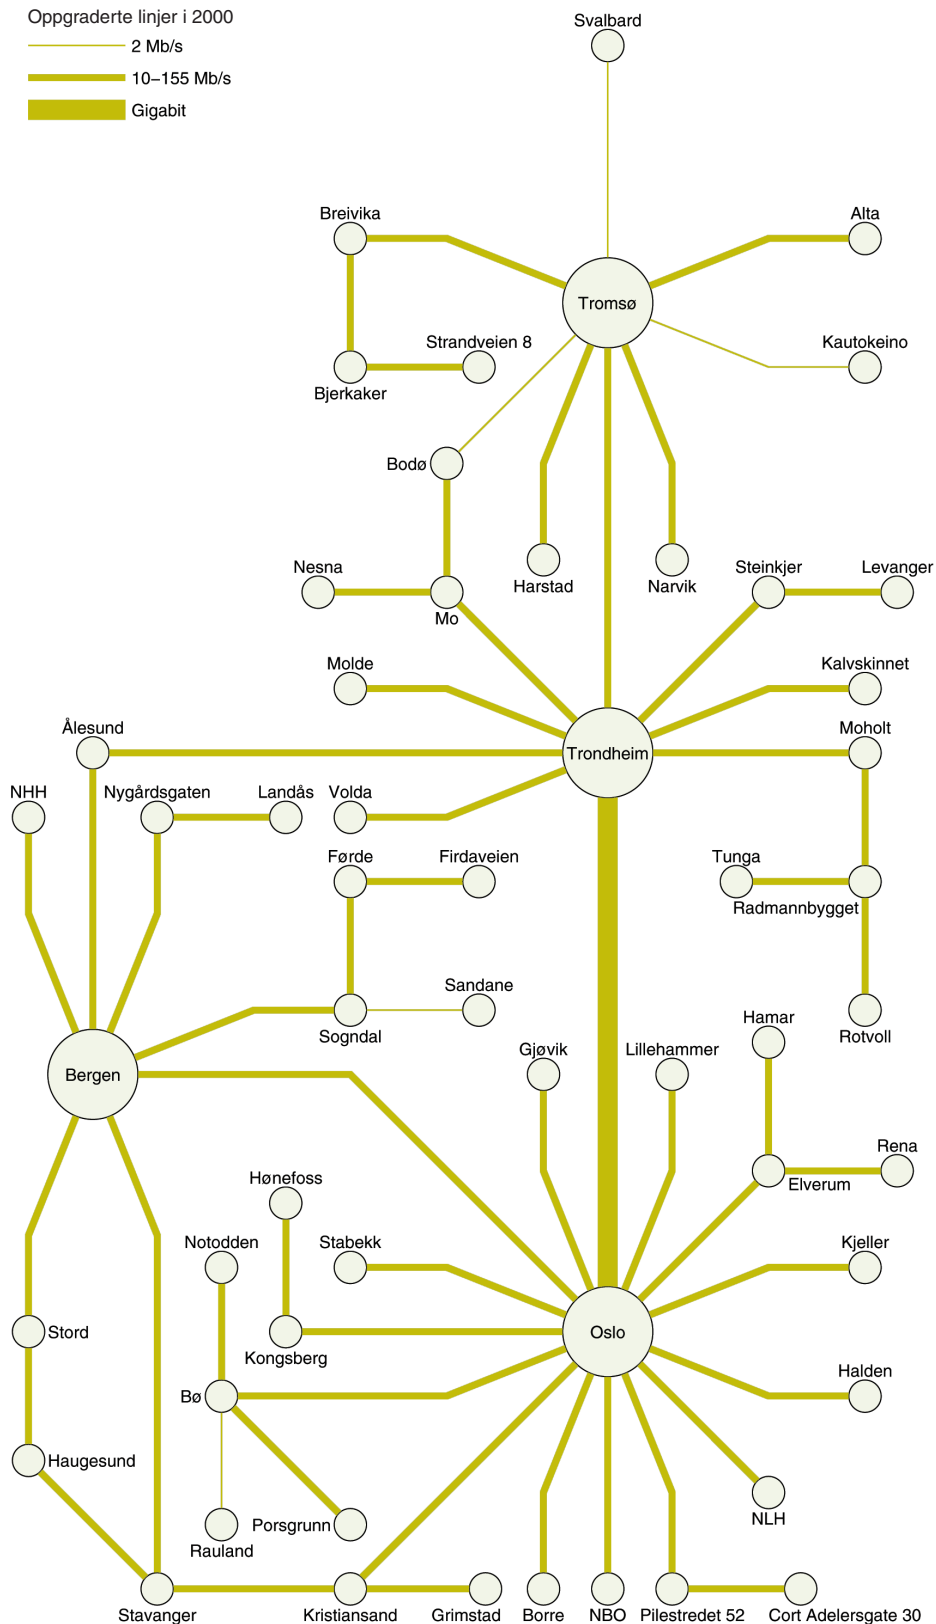 Oppgraderte linjer i 2000
2 Mb/s
10–155 Mb/s
Gigabit
Svalbard
Breivika
Alta
Tromsø
Strandveien 8
Kautokeino
Bjerkaker
Bodø
Nesna
Harstad
Narvik
Steinkjer
Levanger
Mo
Molde
Kalvskinnet
Ålesund
Trondheim
Moholt
NHH
Nygårdsgaten
Landås
Volda
Førde
Firdaveien
Tunga
Radmannbygget
Sandane
Sogndal
Rotvoll
Hamar
Gjøvik
Lillehammer
Bergen
Rena
Elverum
Hønefoss
Notodden
Stabekk
Kjeller
Stord
Oslo
Kongsberg
Halden
Bø
Haugesund
NLH
Porsgrunn
Rauland
Stavanger
Kristiansand
Grimstad
Borre
NBO
Pilestredet 52
Cort Adelersgate 30